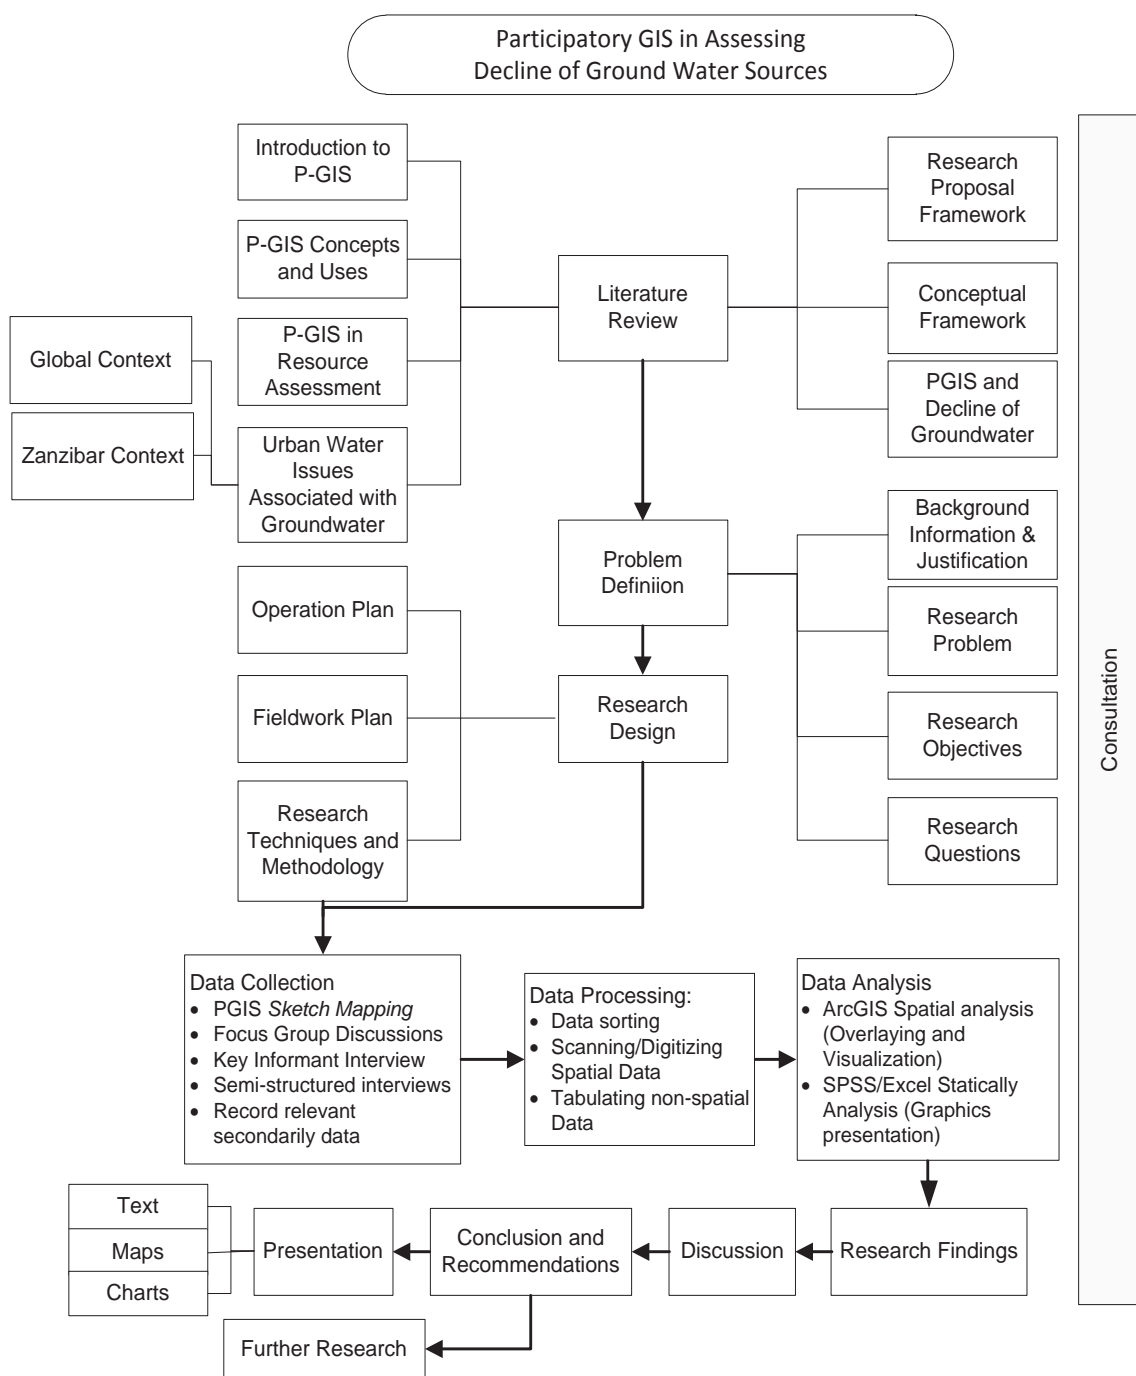 Participatory GIS in Assessing
Decline of Ground Water Sources
Introduction to
P-GIS
P-GIS Concepts
and Uses
P-GIS in
Resource
Assessment
Urban Water
Issues
Associated with
Groundwater
Global Context
Zanzibar Context
Literature
Review
Research
Proposal
Framework
Conceptual
Framework
PGIS and
Decline of
Groundwater
Problem
Definiion
Background
Information &
Justification
Research
Problem
Research
Objectives
Research
Questions
Operation Plan
Fieldwork Plan
Research
Techniques and
Methodology
Research
Design
Consultation
Data Collection
• PGIS Sketch Mapping
• Focus Group Discussions
• Key Informant Interview
• Semi-structured interviews
• Record relevant
secondarily data
Data Processing:
• Data sorting
• Scanning/Digitizing
Spatial Data
• Tabulating non-spatial
Data
Data Analysis
• ArcGIS Spatial analysis
(Overlaying and
Visualization)
• SPSS/Excel Statically
Analysis (Graphics
presentation)
Research Findings
Discussion
Conclusion and
Recommendations
Presentation
Text
Maps
Charts
Further Research